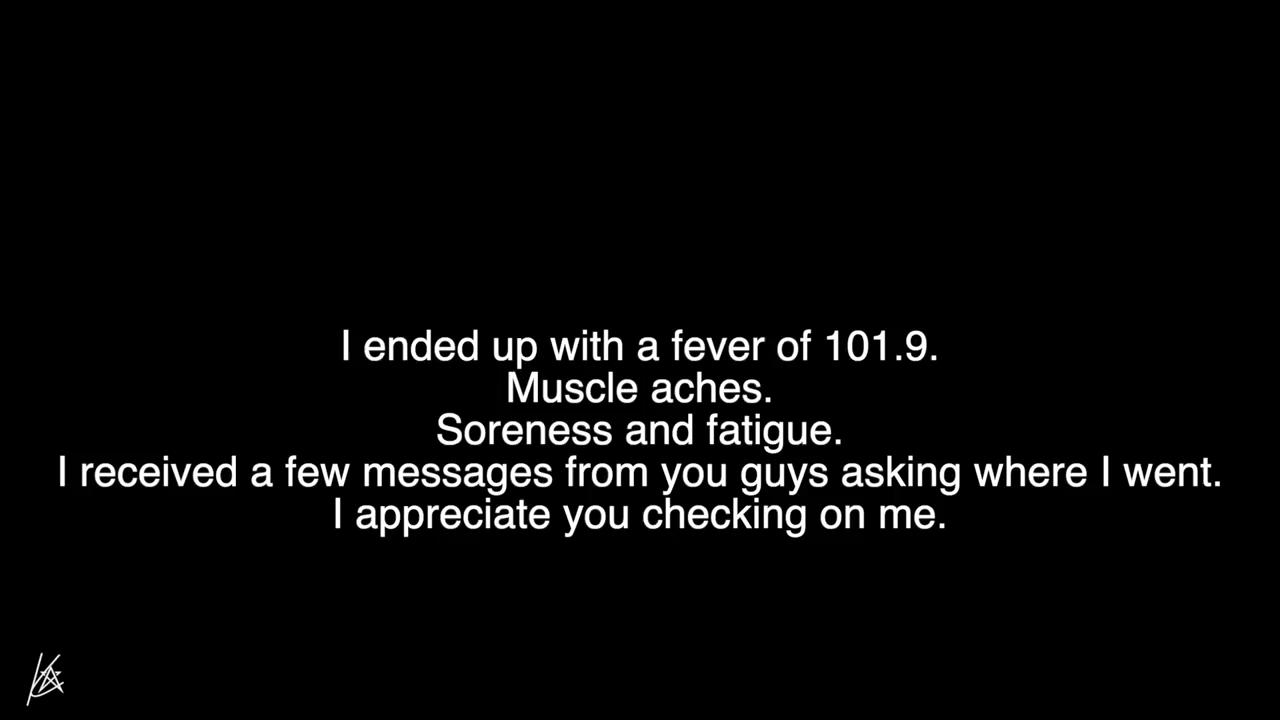 I ended up with a fever of 101.9.
Muscle aches.
Soreness and fatigue.
I received a few messages from you guys asking where I went.
I appreciate you checking on me.